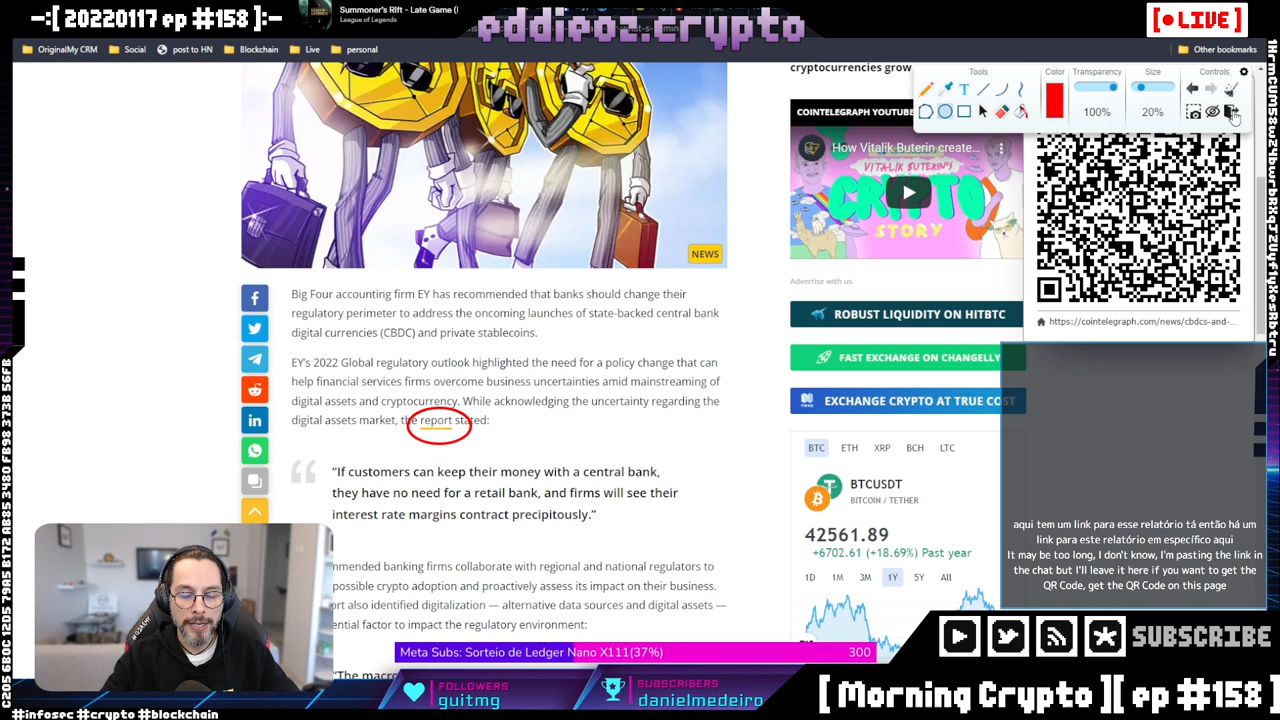 -:[ 20220117 ep #158 ]:-
Summoner's Rift - Late Game (
League of Legends
eddieoz.crypto
[● LIVE]
OriginalMy CRM
Social
post to HN
Blockchain
Live
personal
Other bookmarks
cryptocurrencies grow
Tools
Color
Transparency
Size
Controls
100%
20%
COINTELEGRAPH YOUTUBE
How Vitalik Buterin create...
VITALIK BUTERIN'S
CRYPTO
STORY
NEWS
Advertise with us
https://cointelegraph.com/news/cbdcs-and-...
Big Four accounting firm EY has recommended that banks should change their
regulatory perimeter to address the oncoming launches of state-backed central bank
digital currencies (CBDC) and private stablecoins.
EY's 2022 Global regulatory outlook highlighted the need for a policy change that can
help financial services firms overcome business uncertainties amid mainstreaming of
digital assets and cryptocurrency. While acknowledging the uncertainty regarding the
digital assets market, the report stated:
“If customers can keep their money with a central bank,
they have no need for a retail bank, and firms will see their
interest rate margins contract precipitously.”
mmended banking firms collaborate with regional and national regulators to
possible crypto adoption and proactively assess its impact on their business.
ort also identified digitalization — alternative data sources and digital assets —
ential factor to impact the regulatory environment:
“The macro
ROBUST LIQUIDITY ON HITBTC
FAST EXCHANGE ON CHANGELLY
EXCHANGE CRYPTO AT TRUE COST
BTC
ETH
XRP
BCH
LTC
BTCUSDT
BITCOIN / TETHER
42561.89
+6702.61 (+18.69%) Past year
1D
1M
3M
1Y
5Y
All
aqui tem um link para esse relatório tá então há um
link para este relatório em específico aqui
It may be too long, I don't know, I'm pasting the link in
the chat but I'll leave it here if you want to get the
QR Code, get the QR Code on this page
SUBSCRIBE
Meta Subs: Sorteio de Ledger Nano X111(37%)
300
FOLLOWERS
guitmg
SUBSCRIBERS
danielmedeiro
[ Morning Crypto ][ ep #158 ]
#infosec #crypto #blockchain